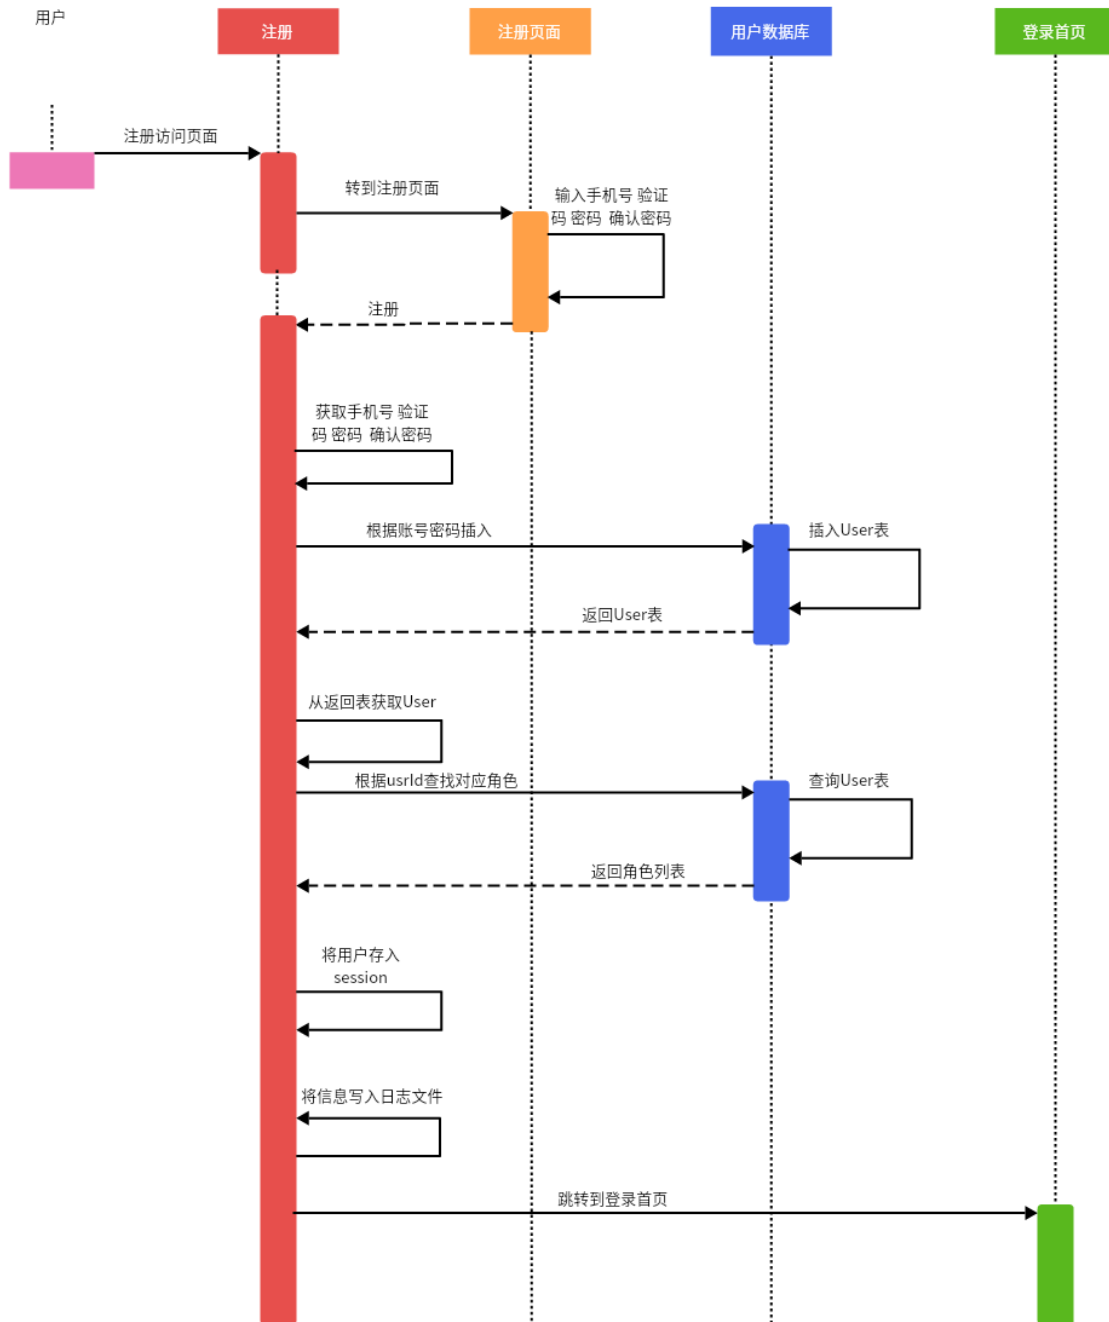 用户
注册
注册页面
用户数据库
登录首页
注册访问页面
转到注册页面
输入手机号 验证
码 密码 确认密码
注册
获取手机号 验证
码 密码 确认密码
根据账号密码插入
插入User表
返回User表
从返回表获取User
根据usrId查找对应角色
查询User表
返回角色列表
将用户存入
session
将信息写入日志文件
跳转到登录首页